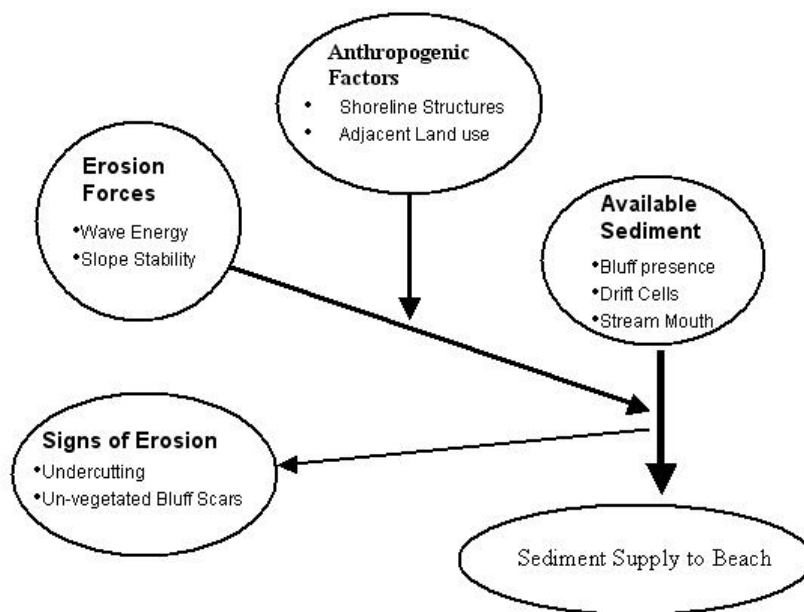 Anthropogenic
Factors
• Shoreline Structures
• Adjacent Land use
Erosion
Forces
•Wave Energy
•Slope Stability
Available
Sediment
•Bluff presence
•Drift Cells
•Stream Mouth
Signs of Erosion
•Undercutting
•Un-vegetated Bluff Scars
Sediment Supply to Beach